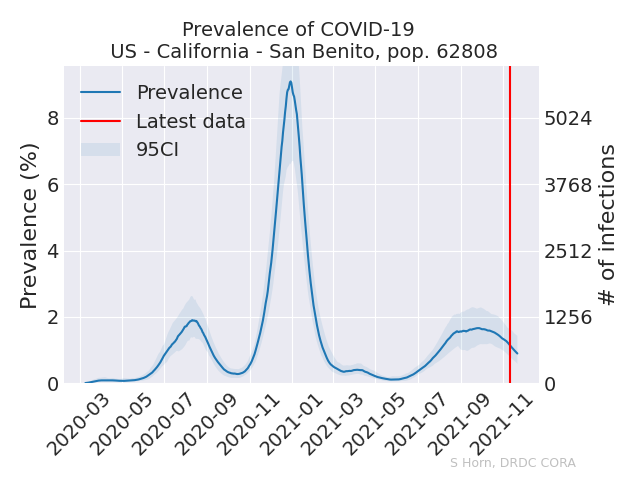 Prevalence of COVID-19
US - California - San Benito, pop. 62808
Prevalence
Latest data
95CI
Prevalence (%)
8
6
4
2
0
5024
3768
2512
1256
0
# of infections
2020-03
2020-05
2020-07
2020-09
2020-11
2021-01
2021-03
2021-05
2021-07
2021-09
2021-11
S Horn, DRDC CORA